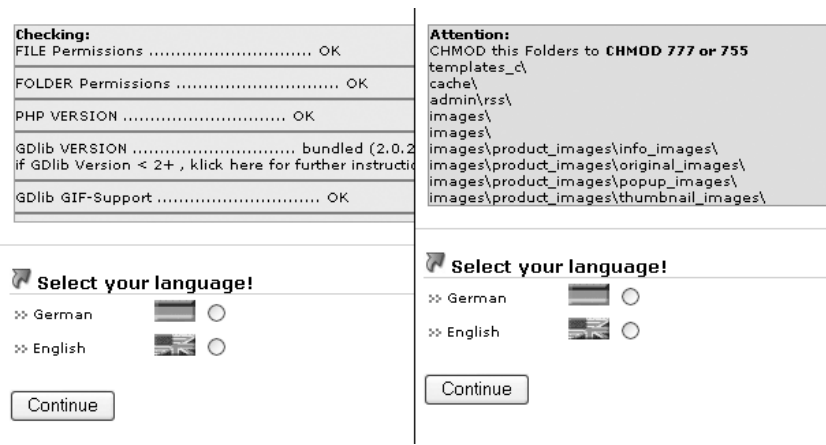 Checking:
FILE Permissions .............................. OK
FOLDER Permissions .............................. OK
PHP VERSION .............................. OK
GDlib VERSION .............................. bundled (2.0.2
if GDlib Version < 2+ , klick here for further
GDlib GIF-Support .............................. OK
Select your language!
>> German
>> English
Continue
Attention:
CHMOD this Folders to CHMOD 777 or 755
templates_c\
cache\
admin\rss\
images\
images\
images\product_images\info_images\
images\product_images\original_images\
images\product_images\popup_images\
images\product_images\thumbnail_images\
Select your language!
>> German
>> English
Continue